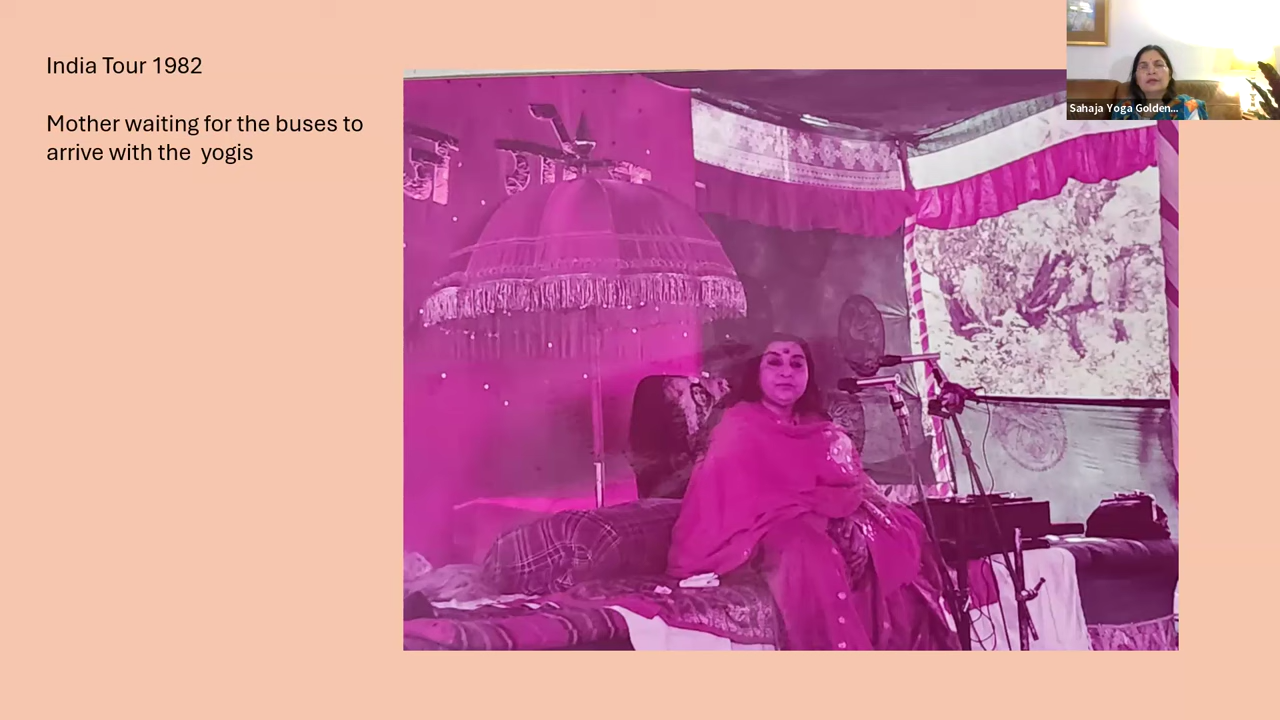 India Tour 1982
Mother waiting for the buses to
arrive with the  yogis
Sahaja Yoga Golden...